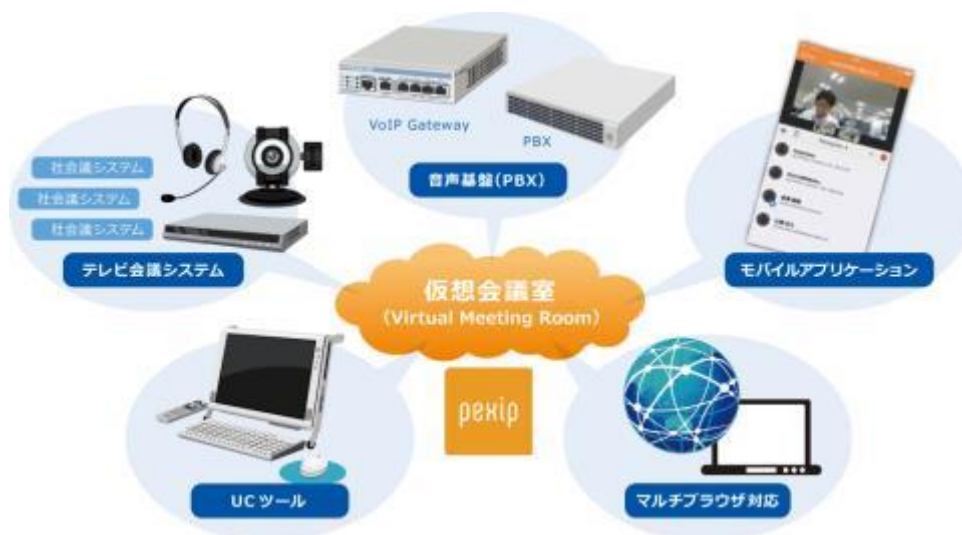 VoIP Gateway
PBX
音声基盤(PBX)
社会議システム
社会議システム
社会議システム
テレビ会議システム
モバイルアプリケーション
仮想会議室
(Virtual Meeting Room)
pexip
UCツール
マルチブラウザ対応